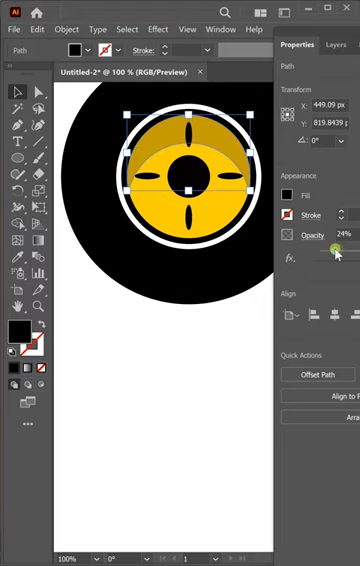 Ai
File Edit Object Type Select Effect View Window Help
Path
Stroke:
Untitled-2* @ 100 % (RGB/Preview) ×
Properties Layers
Path
Transform
X: 449.09 px
Y: 819.8439 p
0°
Appearance
Fill
Stroke
Opacity 24%
fx.
Align
Quick Actions
Offset Path
Align to P
Arra
100% 0° 1